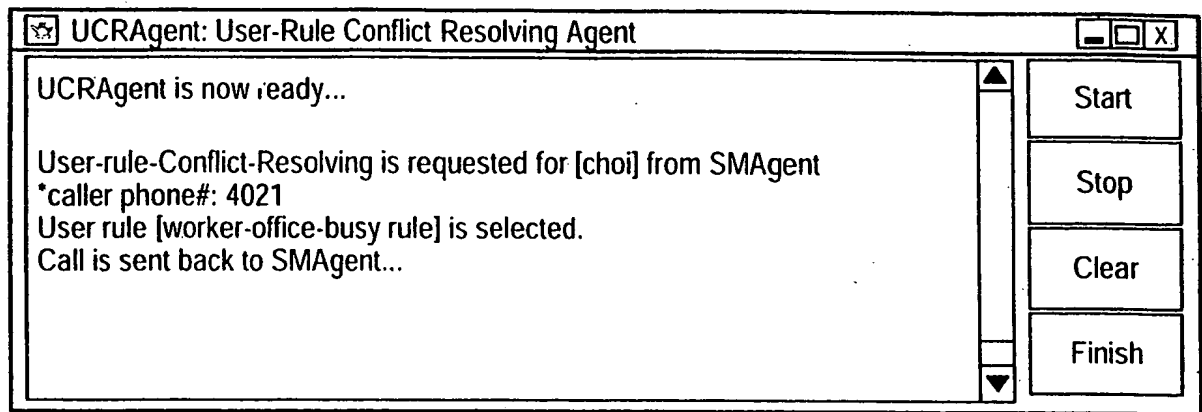 UCRAgent: User-Rule Conflict Resolving Agent
X
UCRAgent is now ready...
User-rule-Conflict-Resolving is requested for [choi] from SMAgent
*caller phone#: 4021
User rule [worker-office-busy rule] is selected.
Call is sent back to SMAgent...
Start
Stop
Clear
Finish